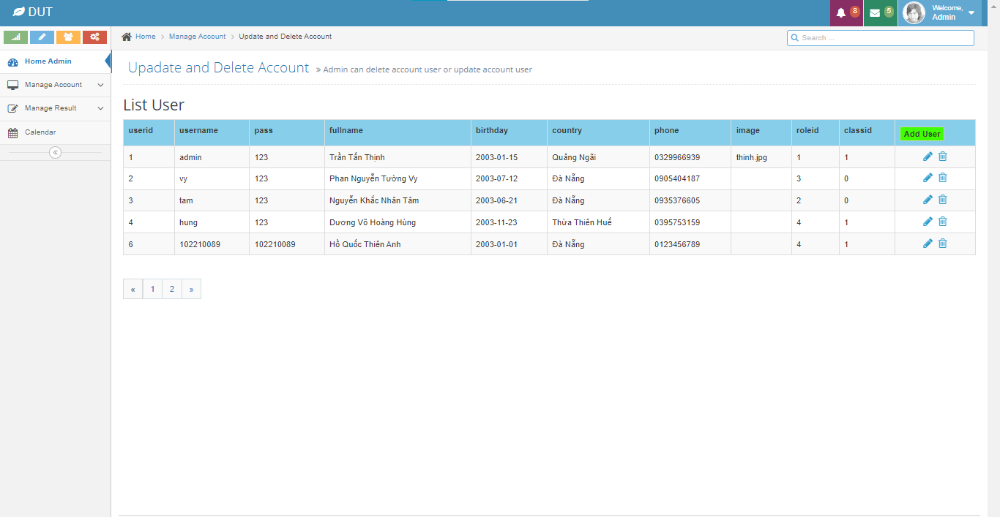 DUT
8
5
Welcome,
Admin
Home > Manage Account > Update and Delete Account
Search ...
Home Admin
Manage Account
Manage Result
Calendar
«
Upadate and Delete Account » Admin can delete account user or update account user
List User
userid username pass fullname birthday country phone image roleid classid Add User
1 admin 123 Trần Tấn Thịnh 2003-01-15 Quảng Ngãi 0329966939 thinh.jpg 1 1
2 vy 123 Phan Nguyễn Tường Vy 2003-07-12 Đà Nẵng 0905404187 3 0
3 tam 123 Nguyễn Khắc Nhân Tâm 2003-06-21 Đà Nẵng 0935376605 2 0
4 hung 123 Dương Võ Hoàng Hùng 2003-11-23 Thừa Thiên Huế 0395753159 4 1
6 102210089 102210089 Hồ Quốc Thiên Anh 2003-01-01 Đà Nẵng 0123456789 4 1
« 1 2 »